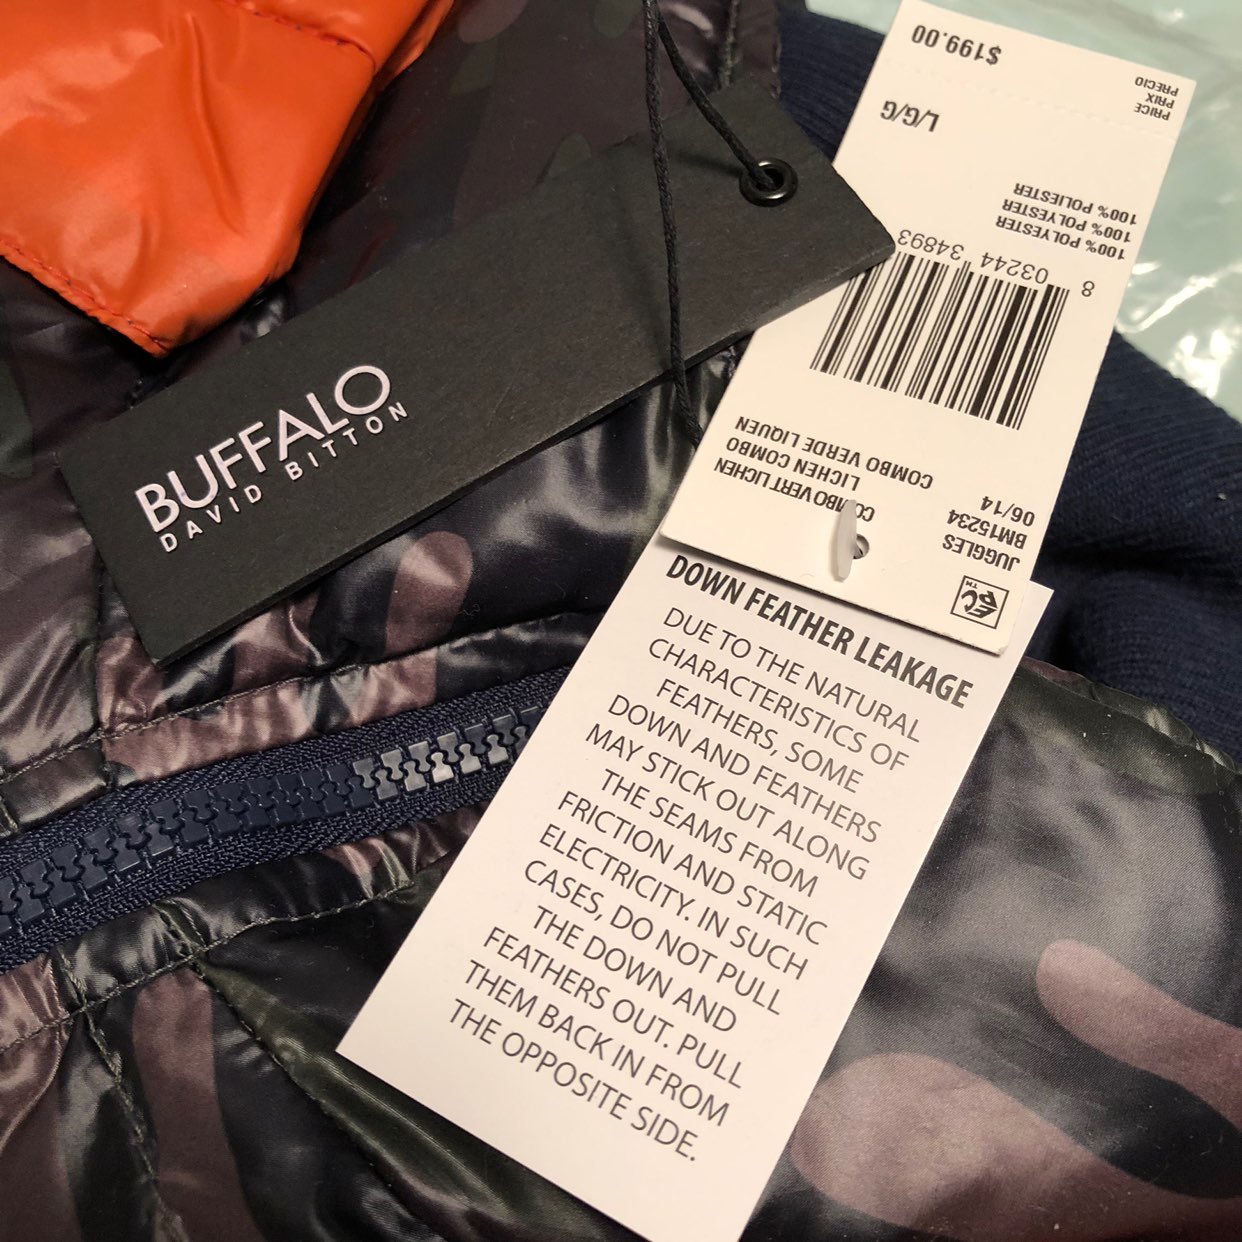 BUFFALO
DAVID BITTON
JUGGLES
BM15234
06/14
COMBO VERT LICHEN
LICHEN COMBO
COMBO VERDE LIQUEN
8 03244 34893
100% POLYESTER
100% POLYESTER
100% POLIESTER
L/G/G
PRICE
PRIX
PRECIO
$199.00
DOWN FEATHER LEAKAGE
DUE TO THE NATURAL
CHARACTERISTICS OF
FEATHERS, SOME
DOWN AND FEATHERS
MAY STICK OUT ALONG
THE SEAMS FROM
FRICTION AND STATIC
ELECTRICITY. IN SUCH
CASES, DO NOT PULL
THE DOWN AND
FEATHERS OUT. PULL
THEM BACK IN FROM
THE OPPOSITE SIDE.